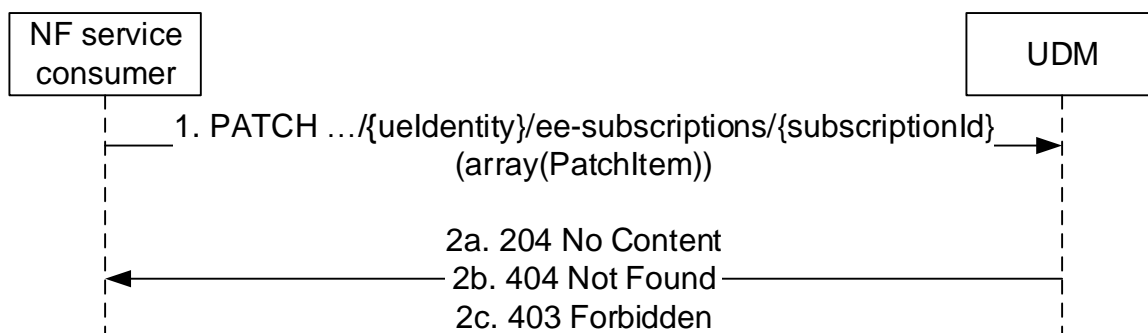 NF service
consumer
UDM
1. PATCH …/{ueIdentity}/ee-subscriptions/{subscriptionId}
(array(PatchItem))
2a. 204 No Content
2b. 404 Not Found
2c. 403 Forbidden